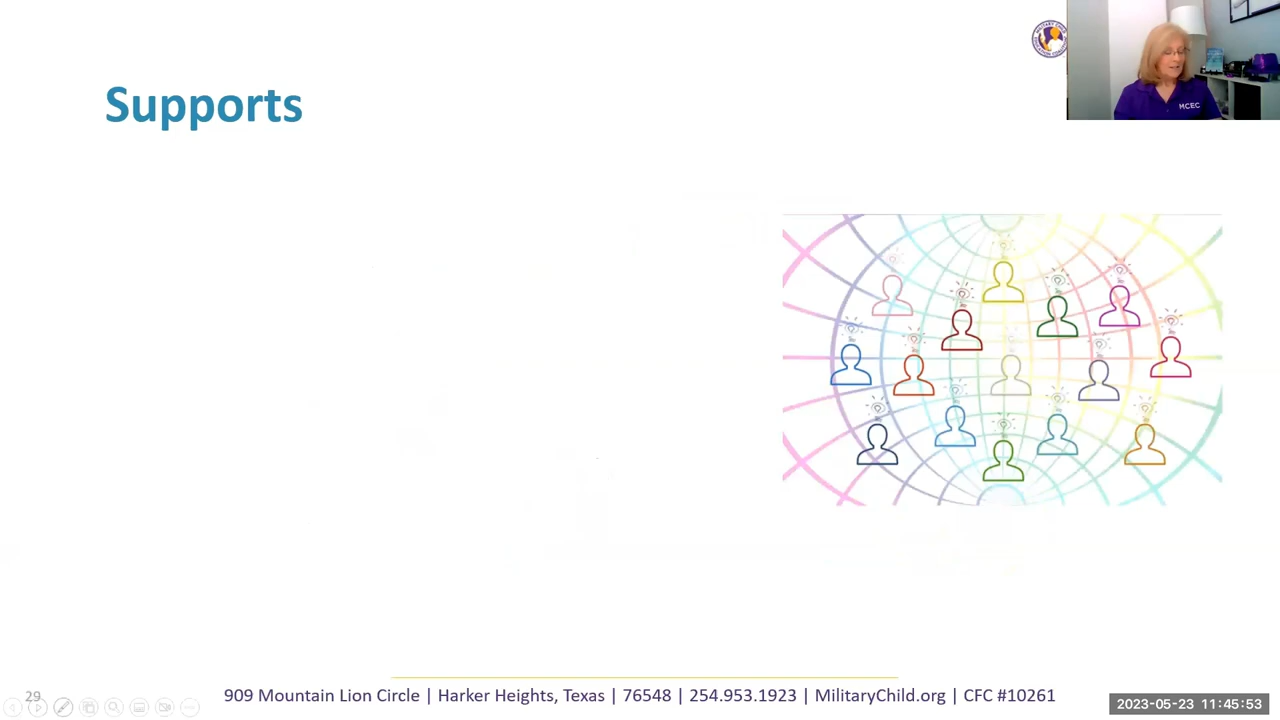 Supports
MCEC
29
909 Mountain Lion Circle | Harker Heights, Texas | 76548 | 254.953.1923 | MilitaryChild.org | CFC #10261
2023-05-23 11:45:53